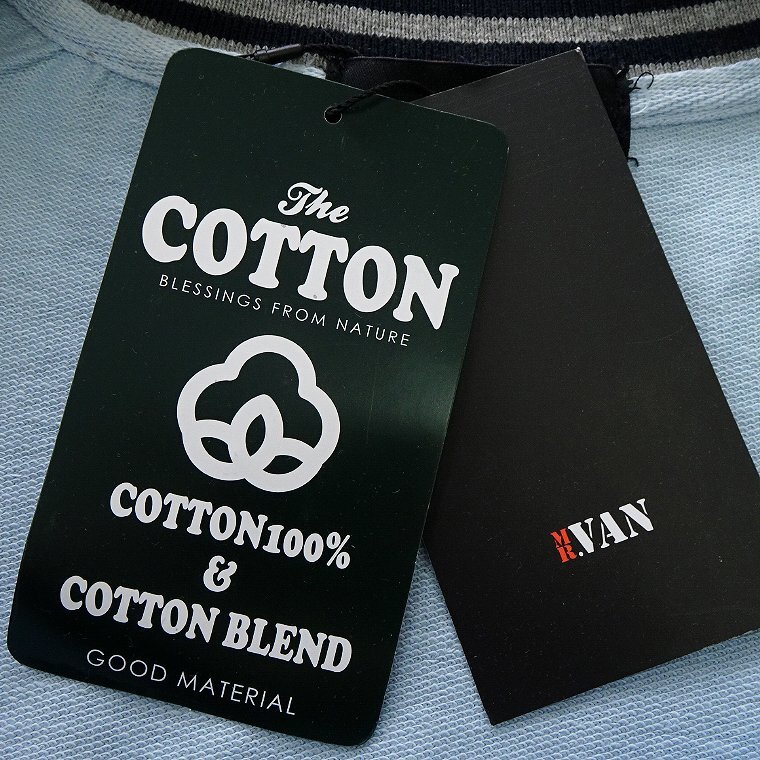 The
COTTON
BLESSINGS FROM NATURE
COTTON100%
&
COTTON BLEND
GOOD MATERIAL
MR.VAN